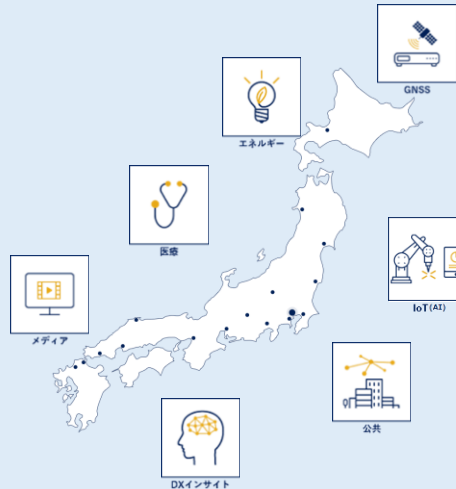 GNSS
エネルギー
医療
IoT(AI)
メディア
公共
DXインサイト